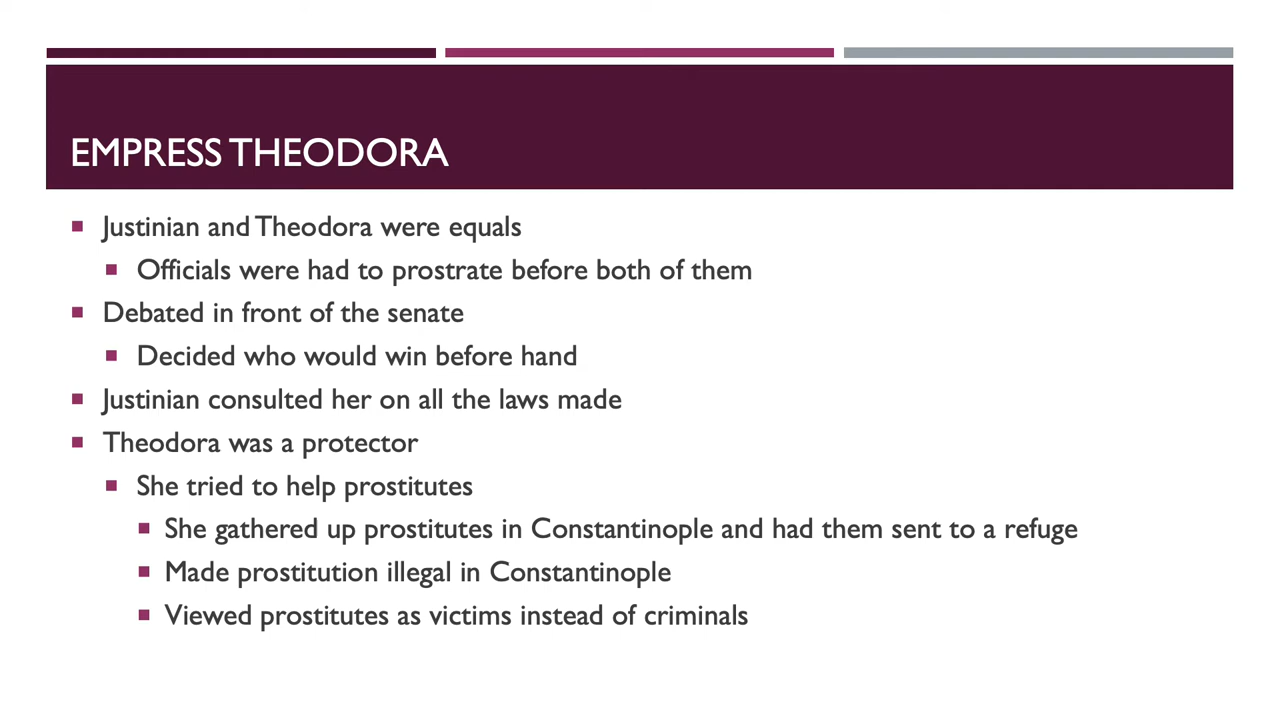 EMPRESS THEODORA
Justinian and Theodora were equals
Officials were had to prostrate before both of them
Debated in front of the senate
Decided who would win before hand
Justinian consulted her on all the laws made
Theodora was a protector
She tried to help prostitutes
She gathered up prostitutes in Constantinople and had them sent to a refuge
Made prostitution illegal in Constantinople
Viewed prostitutes as victims instead of criminals